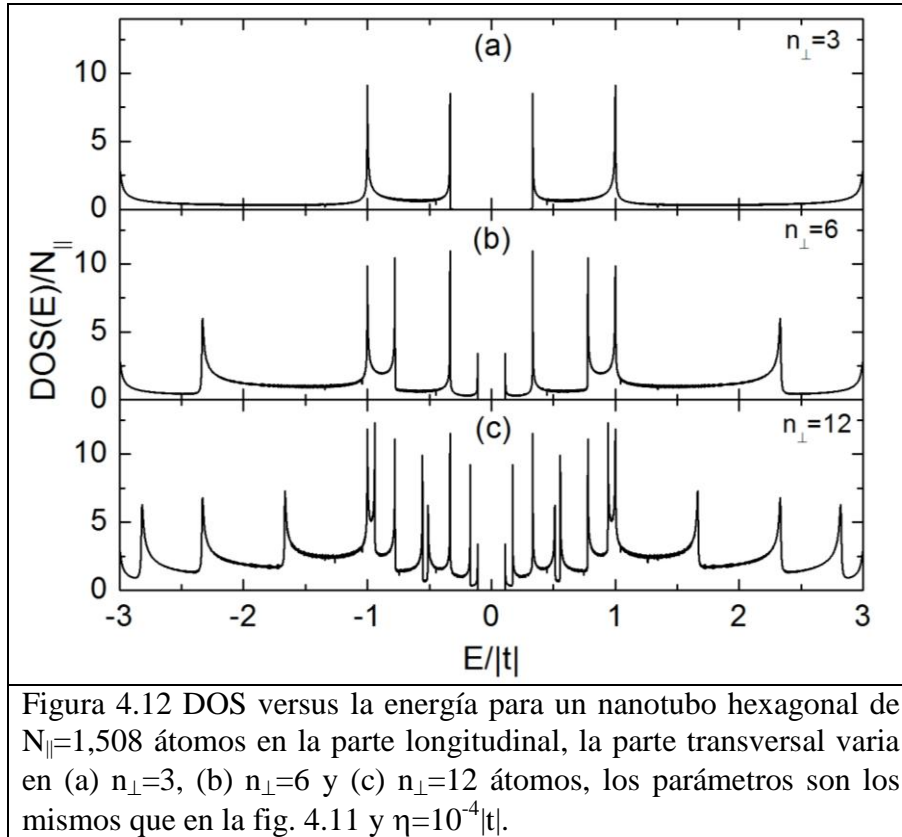 (a)
n⊥=3
10
5
0
(b)
n⊥=6
10
5
0
(c)
n⊥=12
10
5
0
DOS(E)/N||
-3 -2 -1 0 1 2 3
E/|t|
Figura 4.12 DOS versus la energía para un nanotubo hexagonal de
N||=1,508 átomos en la parte longitudinal, la parte transversal varia
en (a) n⊥=3, (b) n⊥=6 y (c) n⊥=12 átomos, los parámetros son los
mismos que en la fig. 4.11 y η=10⁻⁴|t|.